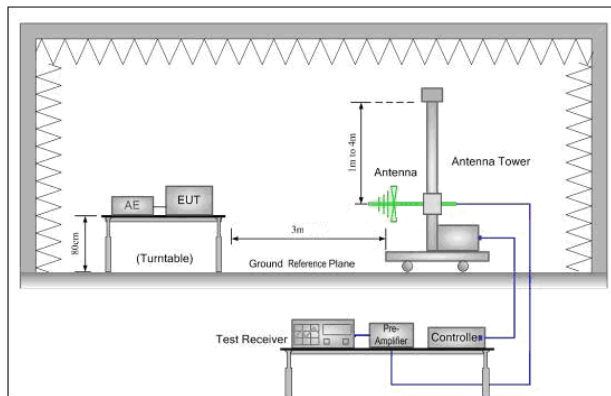 1m to 4m
Antenna
Antenna Tower
AE
EUT
80cm
(Turntable)
3m
Ground Reference Plane
Test Receiver
Pre-
Amplifier
Controller